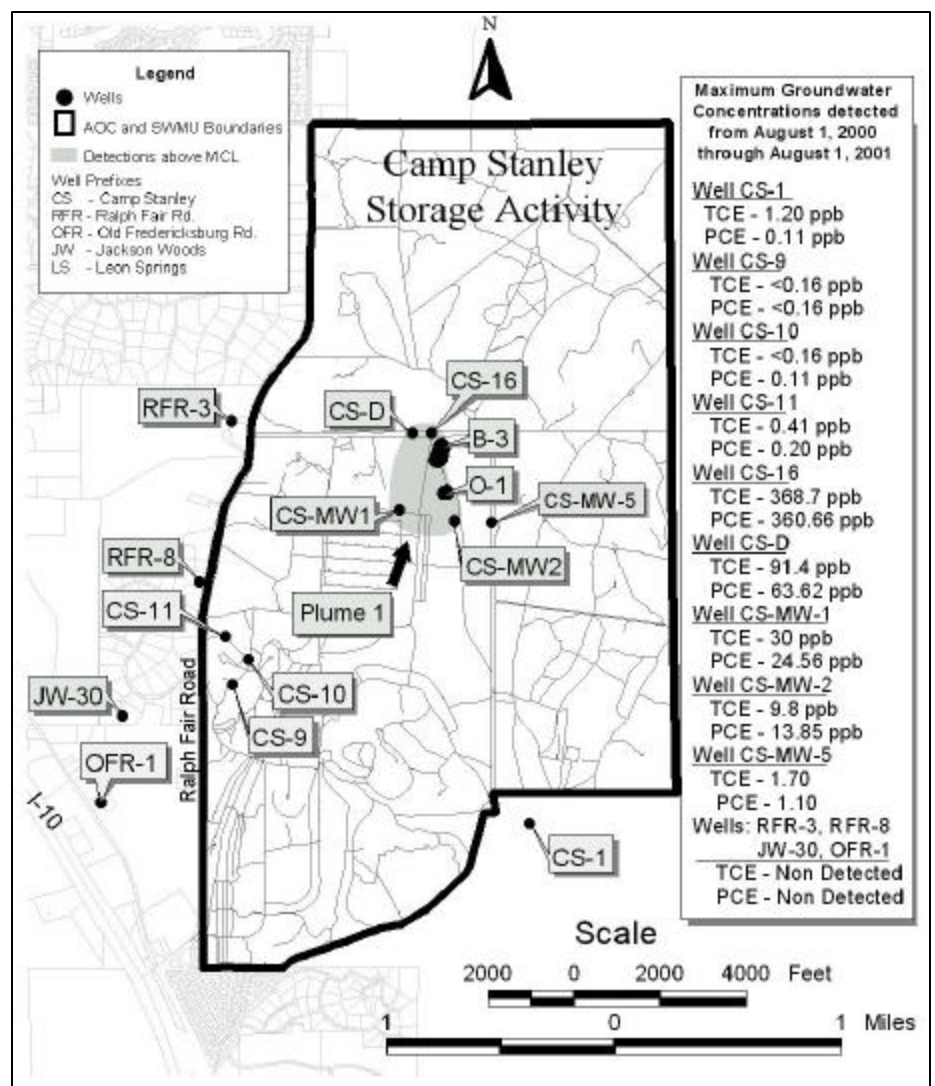 N
Legend
Wells
AOC and SWMU Boundaries
Detections above MCL
Well Prefixes
CS - Camp Stanley
RFR - Ralph Fair Rd.
OFR - Old Fredericksburg Rd.
JW - Jackson Woods
LS - Leon Springs
Camp Stanley
Storage Activity
Maximum Groundwater
Concentrations detected
from August 1, 2000
through August 1, 2001
Well CS-1
TCE - 1.20 ppb
PCE - 0.11 ppb
Well CS-9
TCE - <0.16 ppb
PCE - <0.16 ppb
Well CS-10
TCE - <0.16 ppb
PCE - 0.11 ppb
Well CS-11
TCE - 0.41 ppb
PCE - 0.20 ppb
Well CS-16
TCE - 368.7 ppb
PCE - 360.66 ppb
Well CS-D
TCE - 91.4 ppb
PCE - 63.62 ppb
Well CS-MW-1
TCE - 30 ppb
PCE - 24.56 ppb
Well CS-MW-2
TCE - 9.8 ppb
PCE - 13.85 ppb
Well CS-MW-5
TCE - 1.70
PCE - 1.10
Wells: RFR-3, RFR-8
JW-30, OFR-1
TCE - Non Detected
PCE - Non Detected
CS-16
RFR-3
CS-D
B-3
O-1
CS-MW1
CS-MW-5
RFR-8
CS-MW2
CS-11
Plume 1
JW-30
CS-10
CS-9
OFR-1
Ralph Fair Road
I-10
CS-1
Scale
2000 0 2000 4000 Feet
1 0 1 Miles